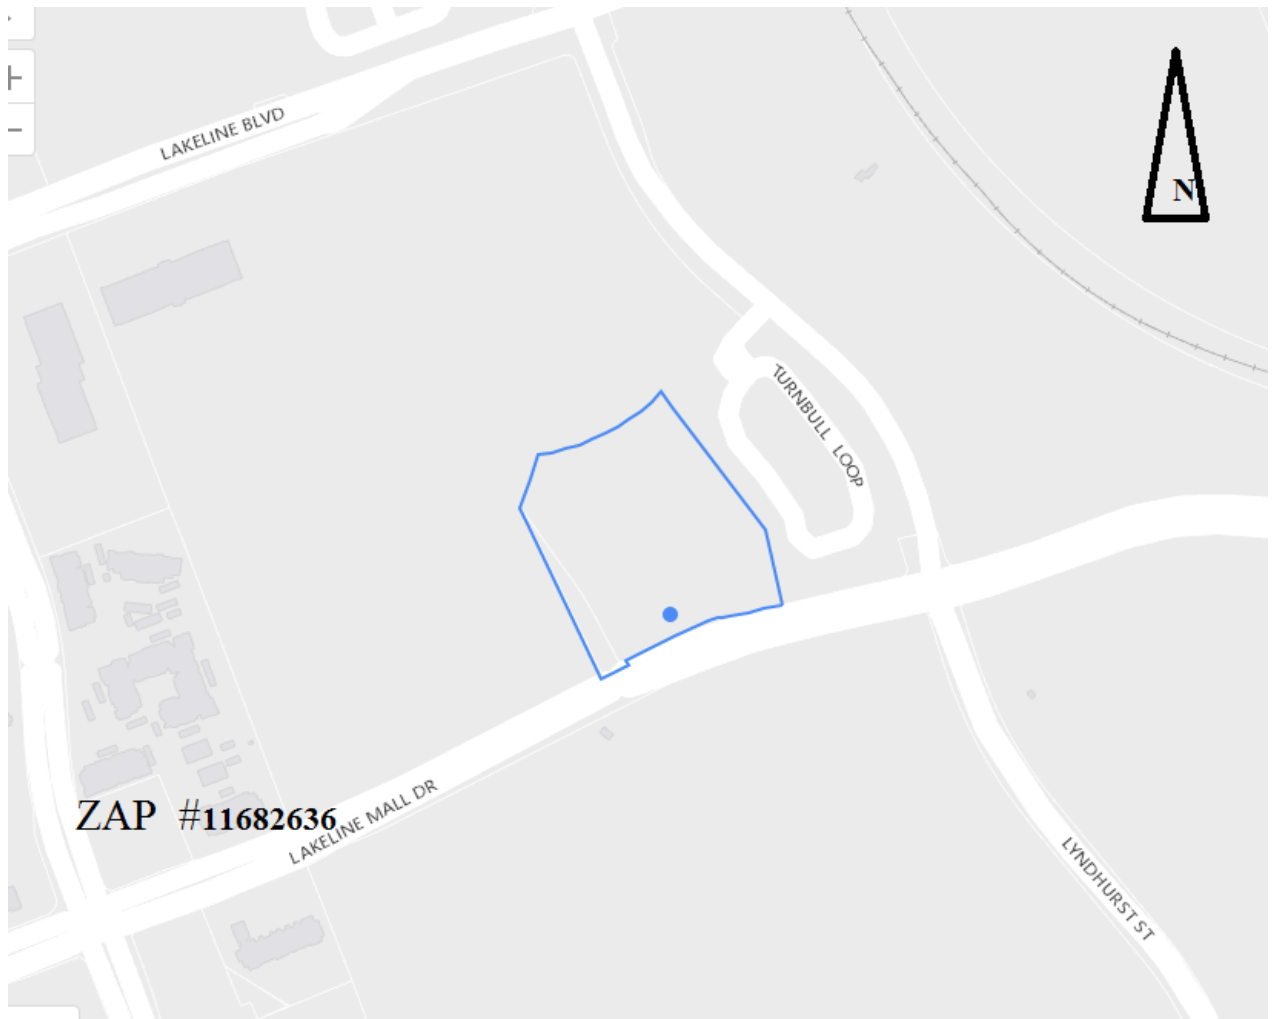 +
−
LAKELINE BLVD
N
TURNBULL LOOP
ZAP #11682636
LAKELINE MALL DR
LYNDHURST ST